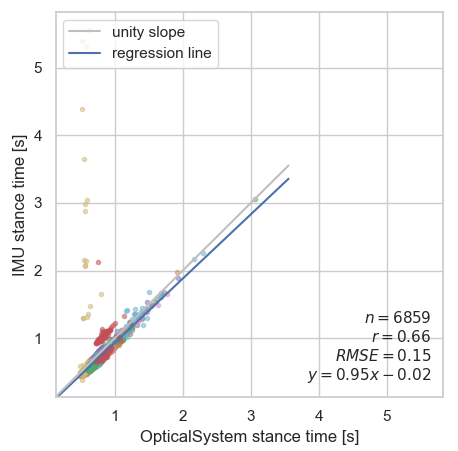 unity slope
regression line
5
4
3
2
1
IMU stance time [s]
n = 6859
r = 0.66
RMSE = 0.15
y = 0.95x − 0.02
1 2 3 4 5
OpticalSystem stance time [s]